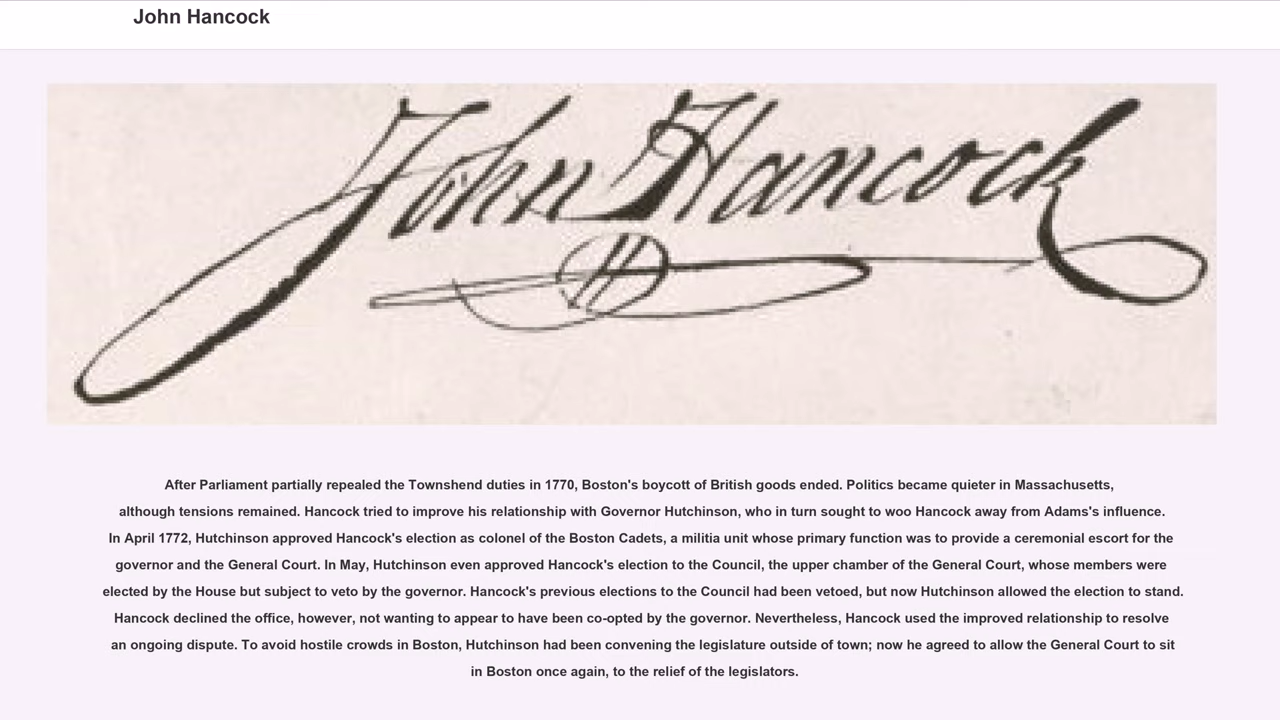 John Hancock
John Hancock
After Parliament partially repealed the Townshend duties in 1770, Boston's boycott of British goods ended. Politics became quieter in Massachusetts,
although tensions remained. Hancock tried to improve his relationship with Governor Hutchinson, who in turn sought to woo Hancock away from Adams's influence.
In April 1772, Hutchinson approved Hancock's election as colonel of the Boston Cadets, a militia unit whose primary function was to provide a ceremonial escort for the
governor and the General Court. In May, Hutchinson even approved Hancock's election to the Council, the upper chamber of the General Court, whose members were
elected by the House but subject to veto by the governor. Hancock's previous elections to the Council had been vetoed, but now Hutchinson allowed the election to stand.
Hancock declined the office, however, not wanting to appear to have been co-opted by the governor. Nevertheless, Hancock used the improved relationship to resolve
an ongoing dispute. To avoid hostile crowds in Boston, Hutchinson had been convening the legislature outside of town; now he agreed to allow the General Court to sit
in Boston once again, to the relief of the legislators.